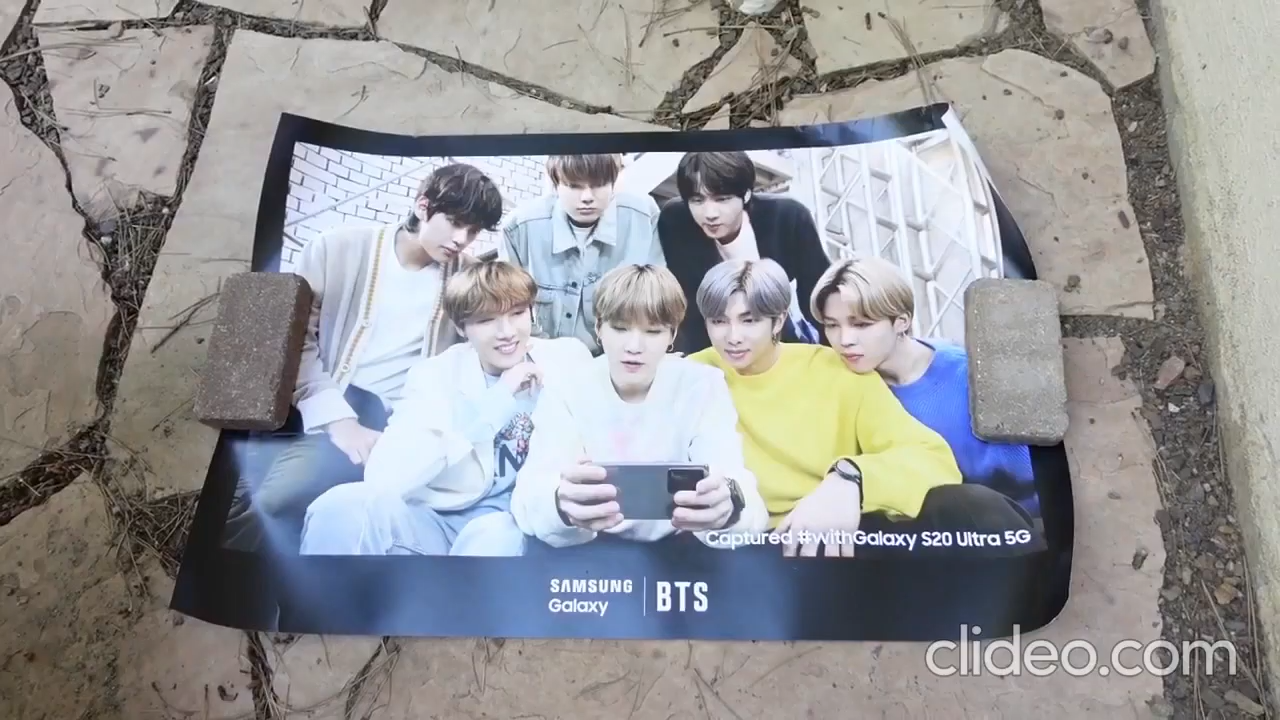 Captured #withGalaxy S20 Ultra 5G
SAMSUNG
Galaxy
BTS
clideo.com